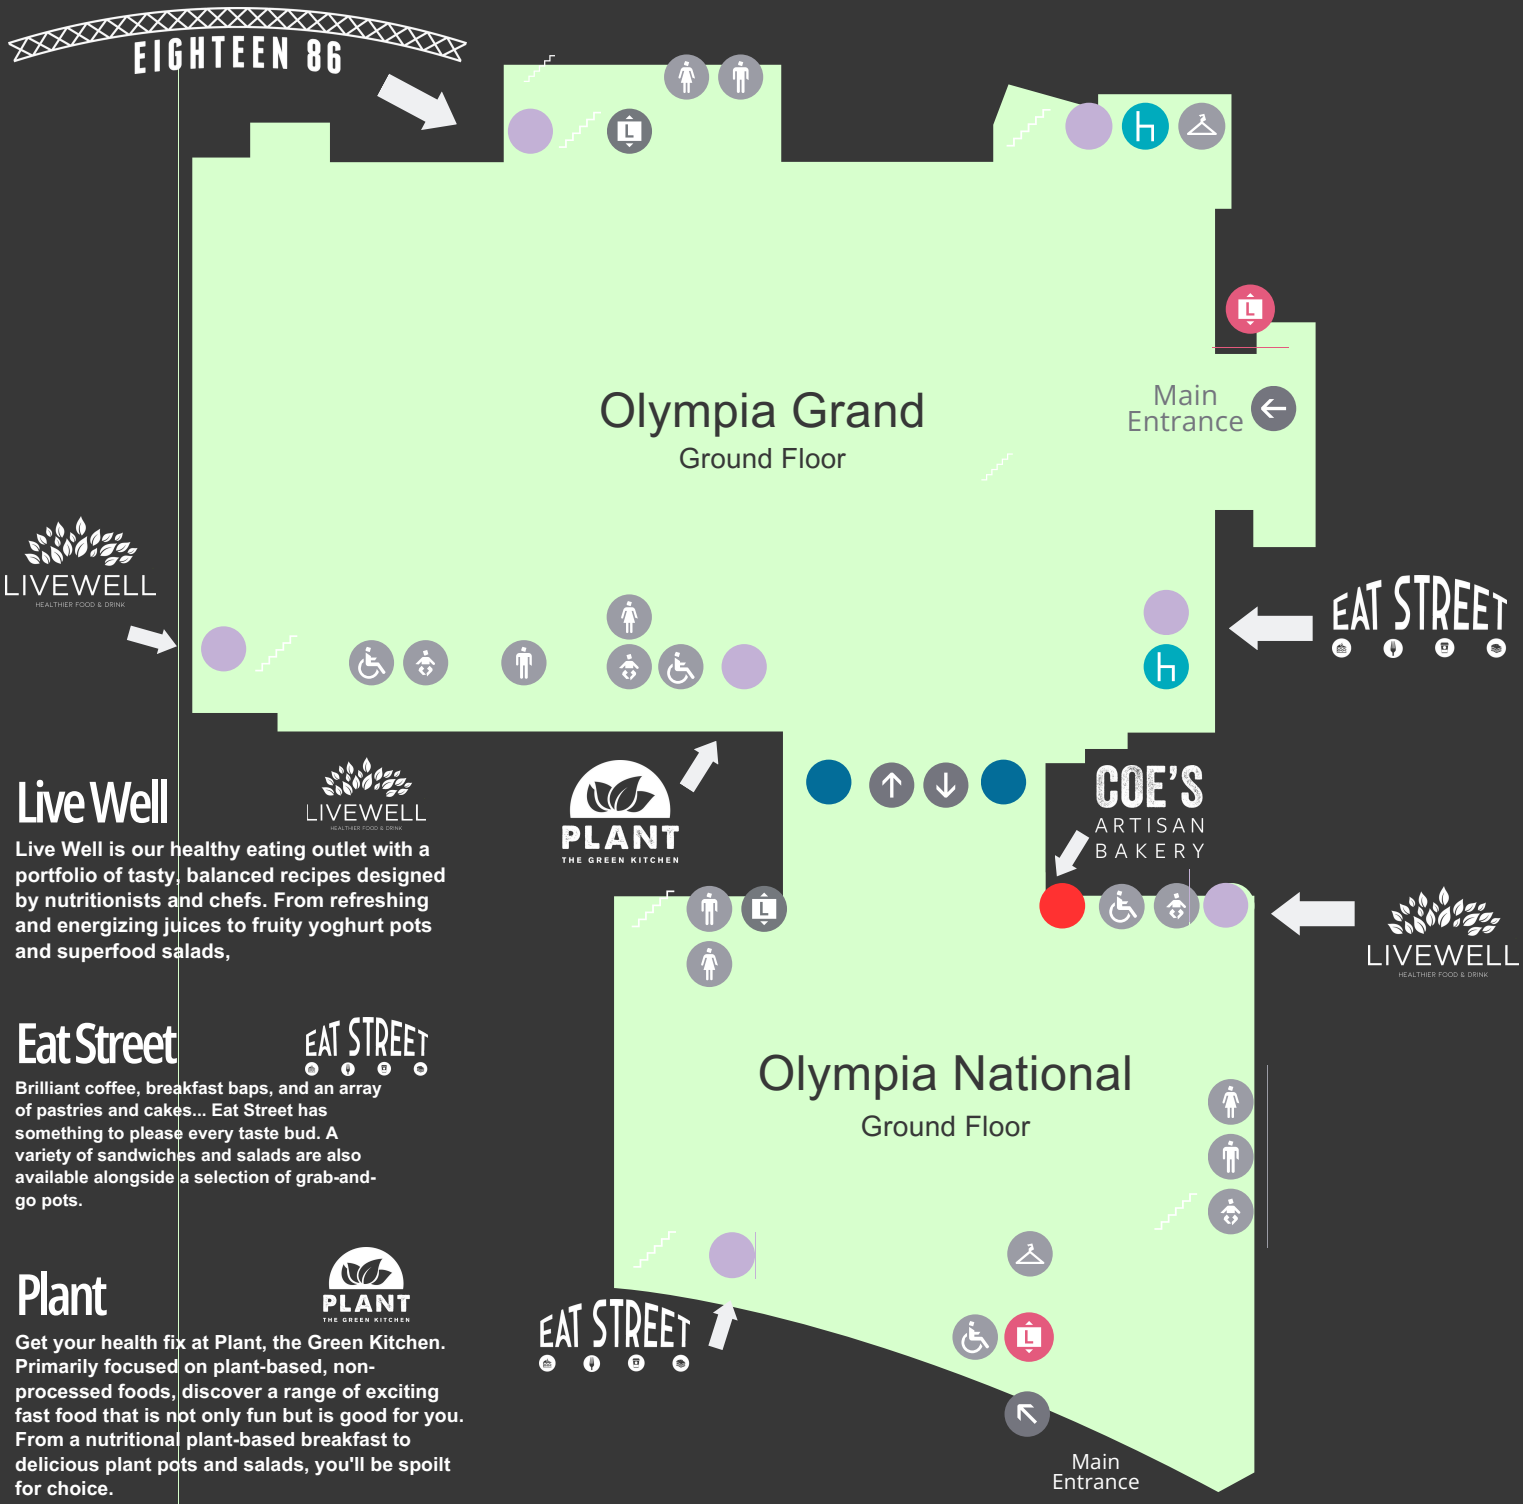 EIGHTEEN 86
L
L
Olympia Grand
Ground Floor
Main
Entrance
LIVEWELL
HEALTHIER FOOD & DRINK
EAT STREET
PLANT
THE GREEN KITCHEN
COE'S
ARTISAN
BAKERY
L
LIVEWELL
HEALTHIER FOOD & DRINK
Olympia National
Ground Floor
EAT STREET
L
Main
Entrance
Live Well
LIVEWELL
HEALTHIER FOOD & DRINK
Live Well is our healthy eating outlet with a
portfolio of tasty, balanced recipes designed
by nutritionists and chefs. From refreshing
and energizing juices to fruity yoghurt pots
and superfood salads,
Eat Street
EAT STREET
Brilliant coffee, breakfast baps, and an array
of pastries and cakes... Eat Street has
something to please every taste bud. A
variety of sandwiches and salads are also
available alongside a selection of grab-and-
go pots.
Plant
PLANT
THE GREEN KITCHEN
Get your health fix at Plant, the Green Kitchen.
Primarily focused on plant-based, non-
processed foods, discover a range of exciting
fast food that is not only fun but is good for you.
From a nutritional plant-based breakfast to
delicious plant pots and salads, you'll be spoilt
for choice.